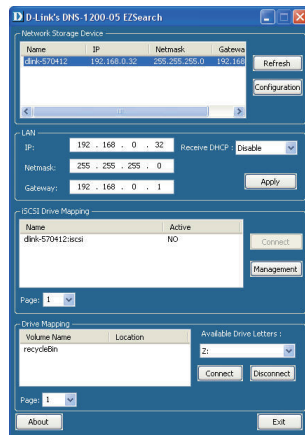 D-Link's DNS-1200-05 EZSearch
Network Storage Device
Name IP Netmask Gatewa
dlink-570412 192.168.0.32 255.255.255.0 192.168
Refresh
Configuration
LAN
IP: 192 . 168 . 0 . 32 Receive DHCP : Disable
Netmask: 255 . 255 . 255 . 0
Apply
Gateway: 192 . 168 . 0 . 1
iSCSI Drive Mapping
Name Active
dlink-570412:iscsi NO
Connect
Management
Page: 1
Drive Mapping
Volume Name Location Available Drive Letters :
recycleBin Z:
Connect Disconnect
Page: 1
About Exit